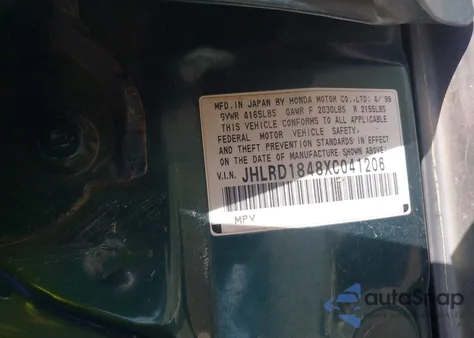 MFD. IN JAPAN BY HONDA MOTOR CO., LTD. 4/'99
GVWR 4165LBS GAWR F 2030LBS R 2155LBS
THIS VEHICLE CONFORMS TO ALL APPLICABLE
FEDERAL MOTOR VEHICLE SAFETY,
AND THEFT PREVENTION STANDARDS IN EFFECT
ON THE DATE OF MANUFACTURE SHOWN ABOVE.
V.I.N. JHLRD1848XC041206
MPV
autoSnap